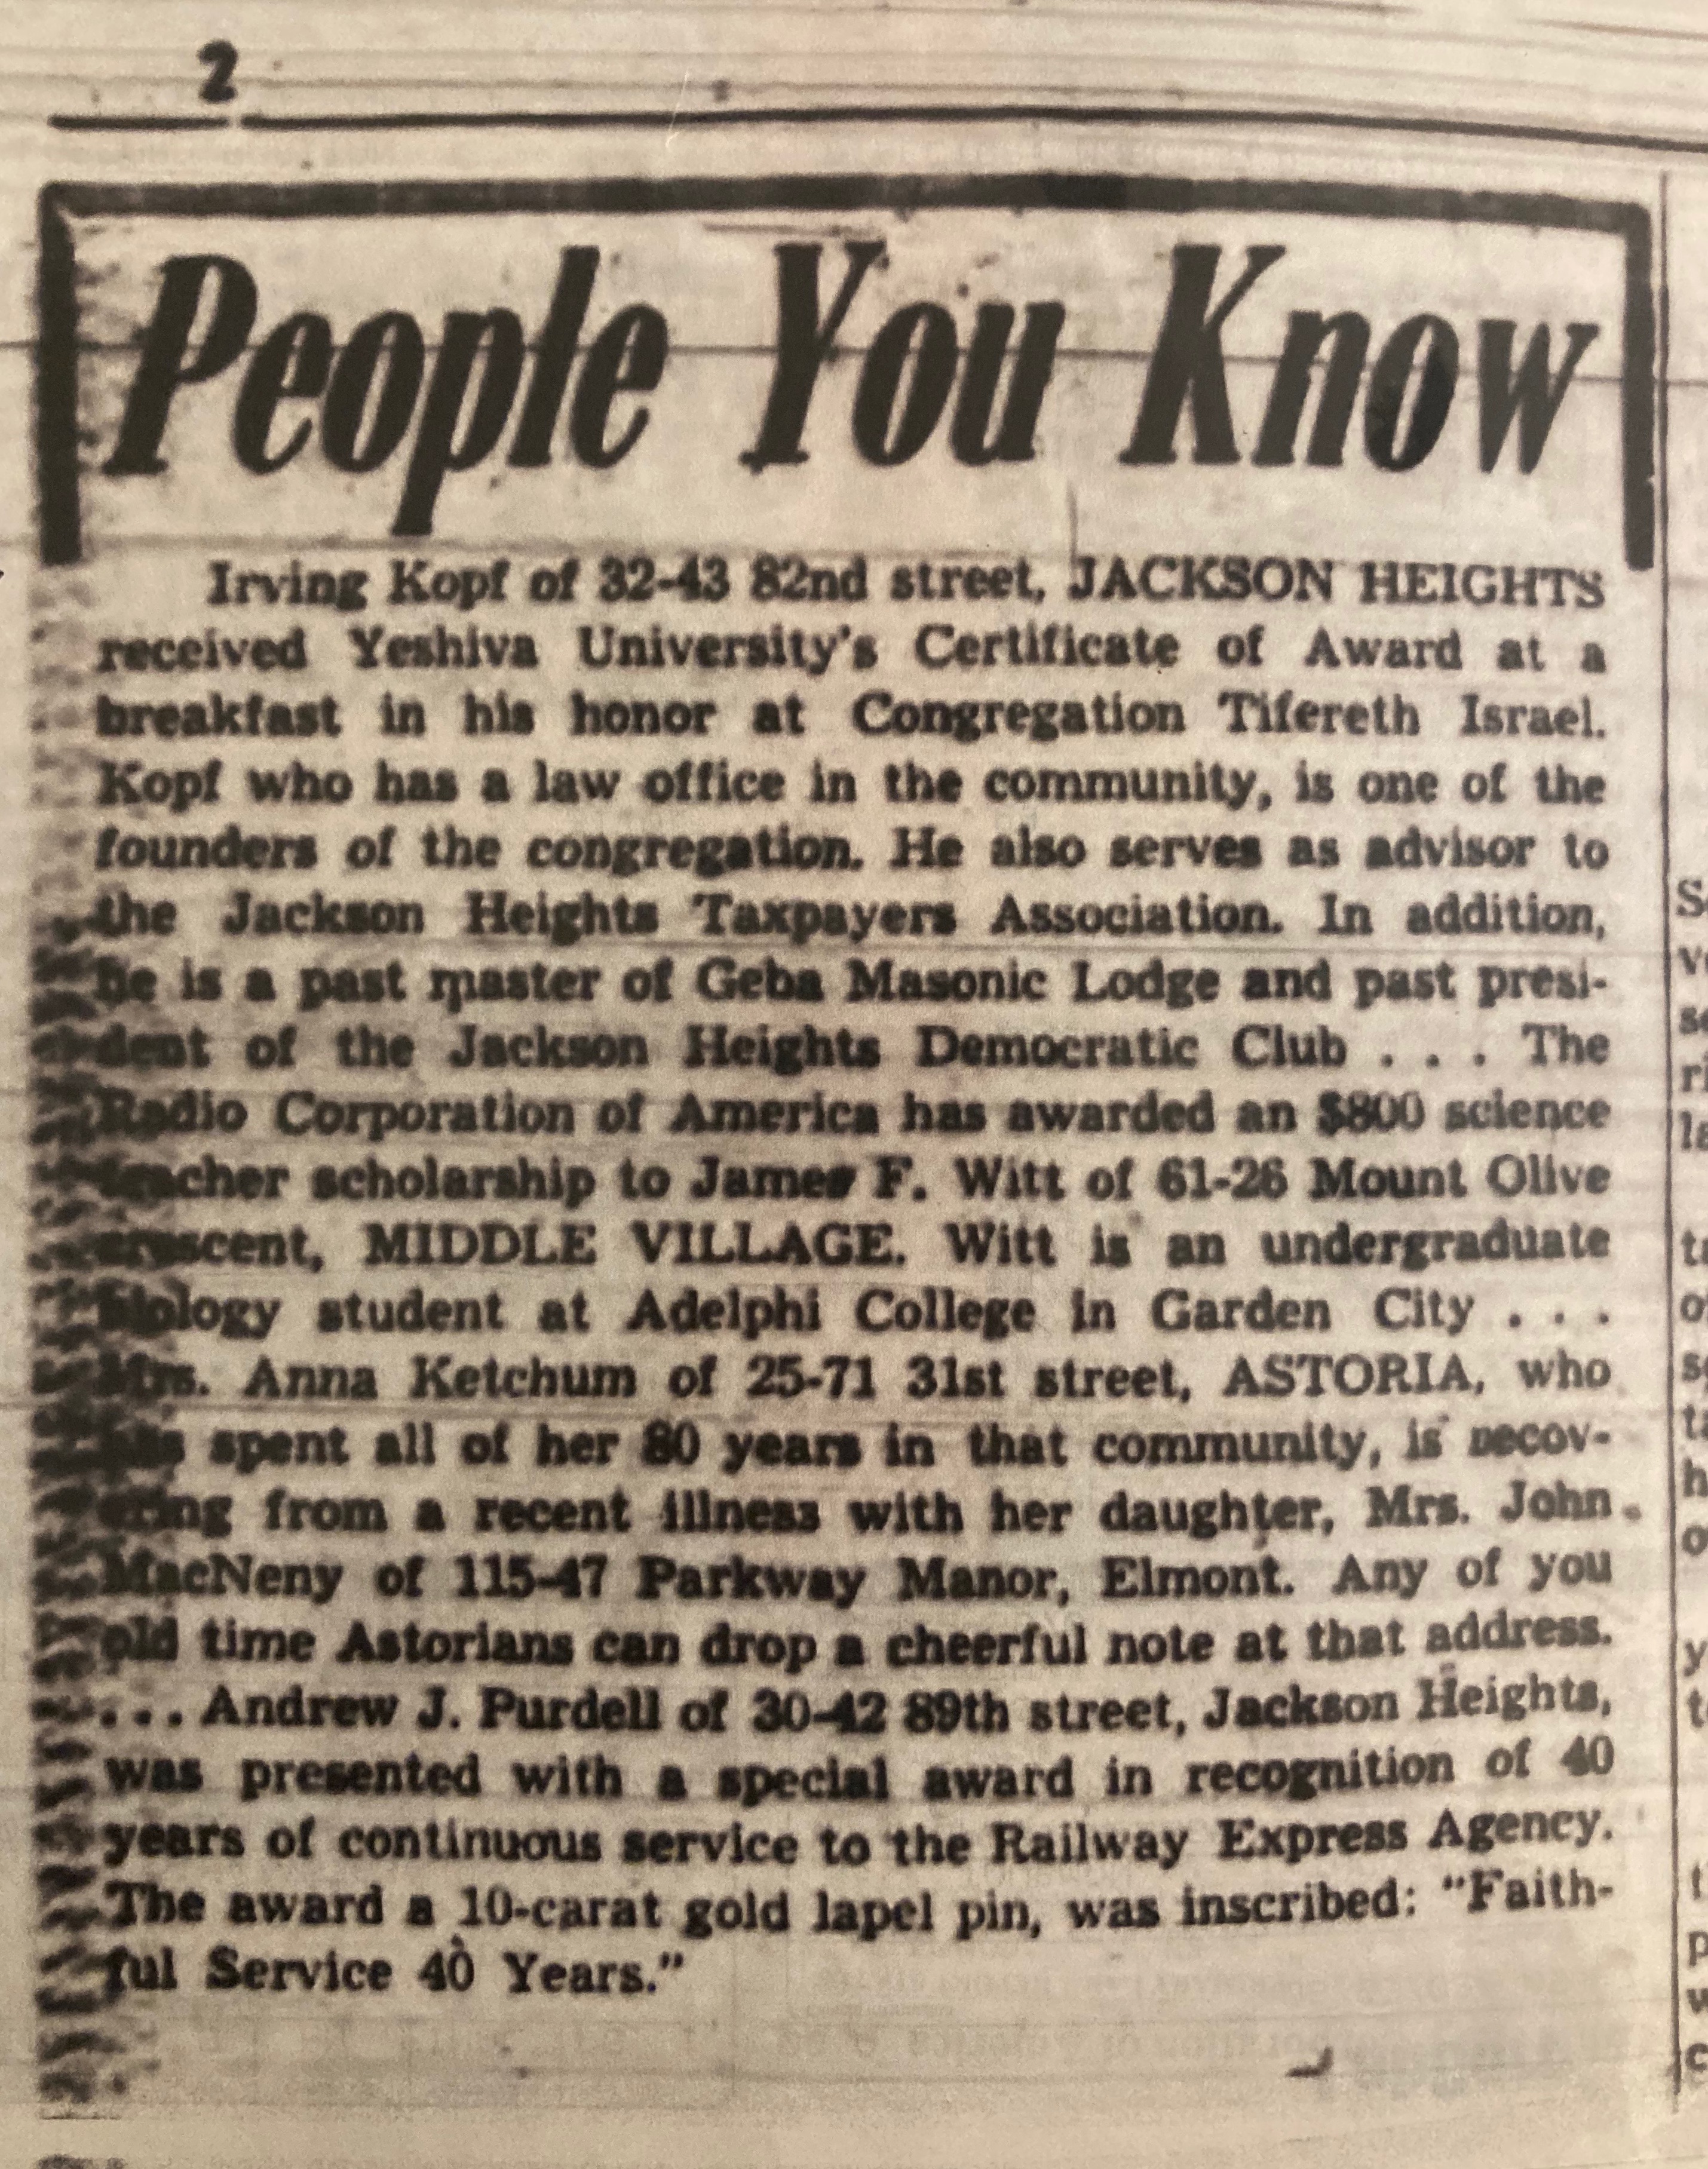 2
People You Know
Irving Kopf of 32-43 82nd street, JACKSON HEIGHTS
received Yeshiva University's Certificate of Award at a
breakfast in his honor at Congregation Tifereth Israel.
Kopf who has a law office in the community, is one of the
founders of the congregation. He also serves as advisor to
the Jackson Heights Taxpayers Association. In addition,
he is a past master of Geba Masonic Lodge and past presi-
dent of the Jackson Heights Democratic Club . . . The
Radio Corporation of America has awarded an $800 science
teacher scholarship to James F. Witt of 61-26 Mount Olive
crescent, MIDDLE VILLAGE. Witt is an undergraduate
biology student at Adelphi College in Garden City . . .
Mrs. Anna Ketchum of 25-71 31st street, ASTORIA, who
has spent all of her 80 years in that community, is recov-
ering from a recent illness with her daughter, Mrs. John
MacNeny of 115-47 Parkway Manor, Elmont. Any of you
old time Astorians can drop a cheerful note at that address.
. . . Andrew J. Purdell of 30-42 89th street, Jackson Heights,
was presented with a special award in recognition of 40
years of continuous service to the Railway Express Agency.
The award a 10-carat gold lapel pin, was inscribed: "Faith-
ful Service 40 Years."